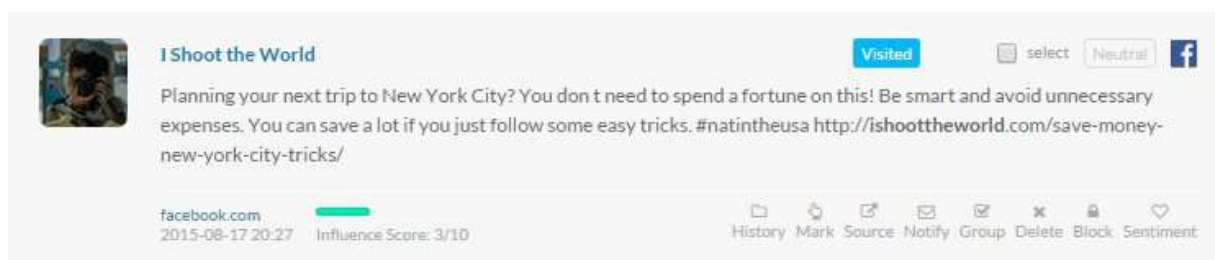 I Shoot the World Visited select Neutral f
Planning your next trip to New York City? You don t need to spend a fortune on this! Be smart and avoid unnecessary
expenses. You can save a lot if you just follow some easy tricks. #natintheusa http://ishoottheworld.com/save-money-
new-york-city-tricks/
facebook.com
2015-08-17 20:27 Influence Score: 3/10 History Mark Source Notify Group Delete Block Sentiment